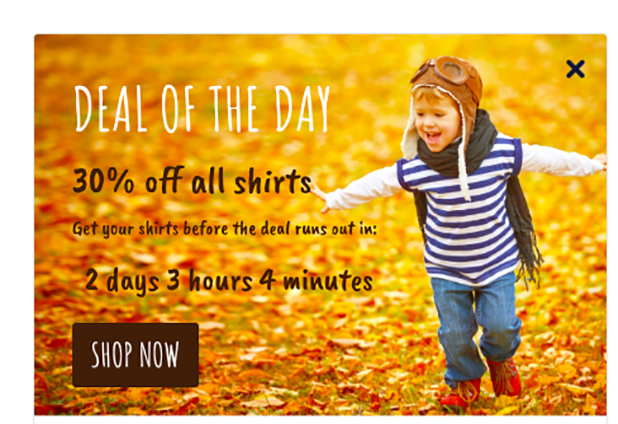 DEAL OF THE DAY
30% off all shirts
Get your shirts before the deal runs out in:
2 days 3 hours 4 minutes
SHOP NOW